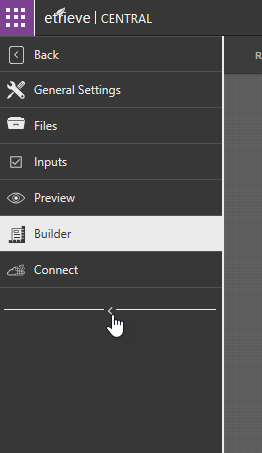 etrieve | CENTRAL
R
Back
General Settings
Files
Inputs
Preview
Builder
Connect